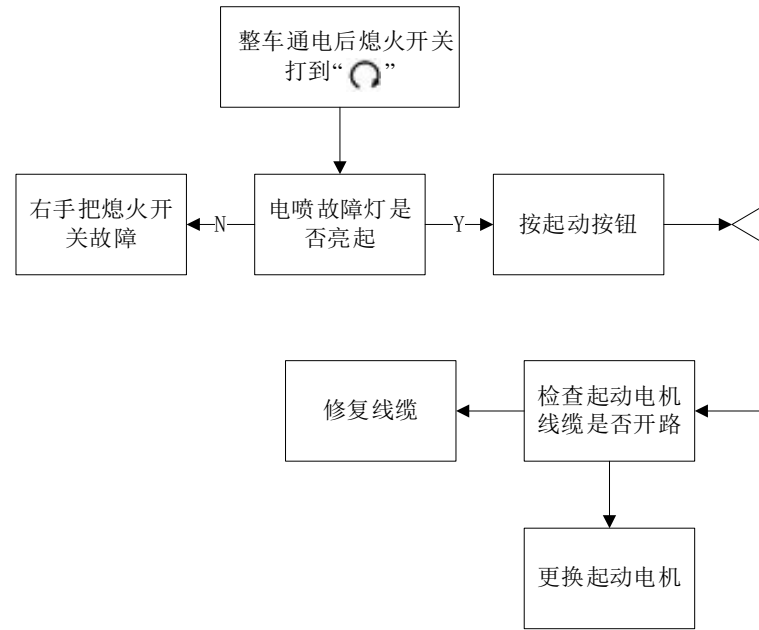 整车通电后熄火开关
打到“ ”
右手把熄火开
关故障
N
电喷故障灯是
否亮起
Y
按起动按钮
修复线缆
检查起动电机
线缆是否开路
更换起动电机